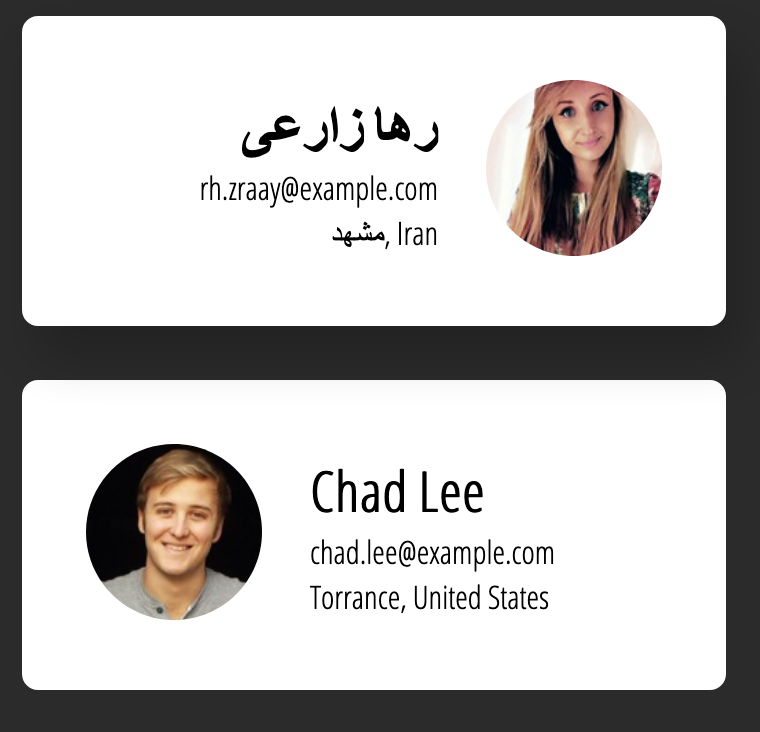 رها زارعی
rh.zraay@example.com
مشهد, Iran
Chad Lee
chad.lee@example.com
Torrance, United States